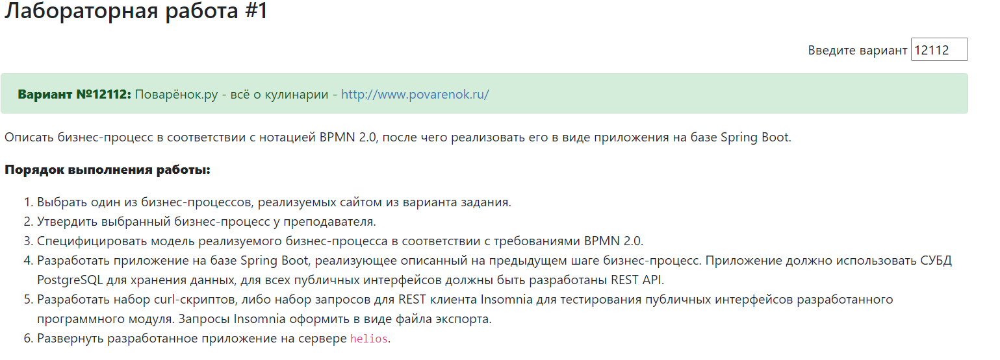 Лабораторная работа #1
Введите вариант 12112
Вариант №12112: Поварёнок.ру - всё о кулинарии - http://www.povarenok.ru/
Описать бизнес-процесс в соответствии с нотацией BPMN 2.0, после чего реализовать его в виде приложения на базе Spring Boot.
Порядок выполнения работы:
1. Выбрать один из бизнес-процессов, реализуемых сайтом из варианта задания.
2. Утвердить выбранный бизнес-процесс у преподавателя.
3. Специфицировать модель реализуемого бизнес-процесса в соответствии с требованиями BPMN 2.0.
4. Разработать приложение на базе Spring Boot, реализующее описанный на предыдущем шаге бизнес-процесс. Приложение должно использовать СУБД
PostgreSQL для хранения данных, для всех публичных интерфейсов должны быть разработаны REST API.
5. Разработать набор curl-скриптов, либо набор запросов для REST клиента Insomnia для тестирования публичных интерфейсов разработанного
программного модуля. Запросы Insomnia оформить в виде файла экспорта.
6. Развернуть разработанное приложение на сервере helios.